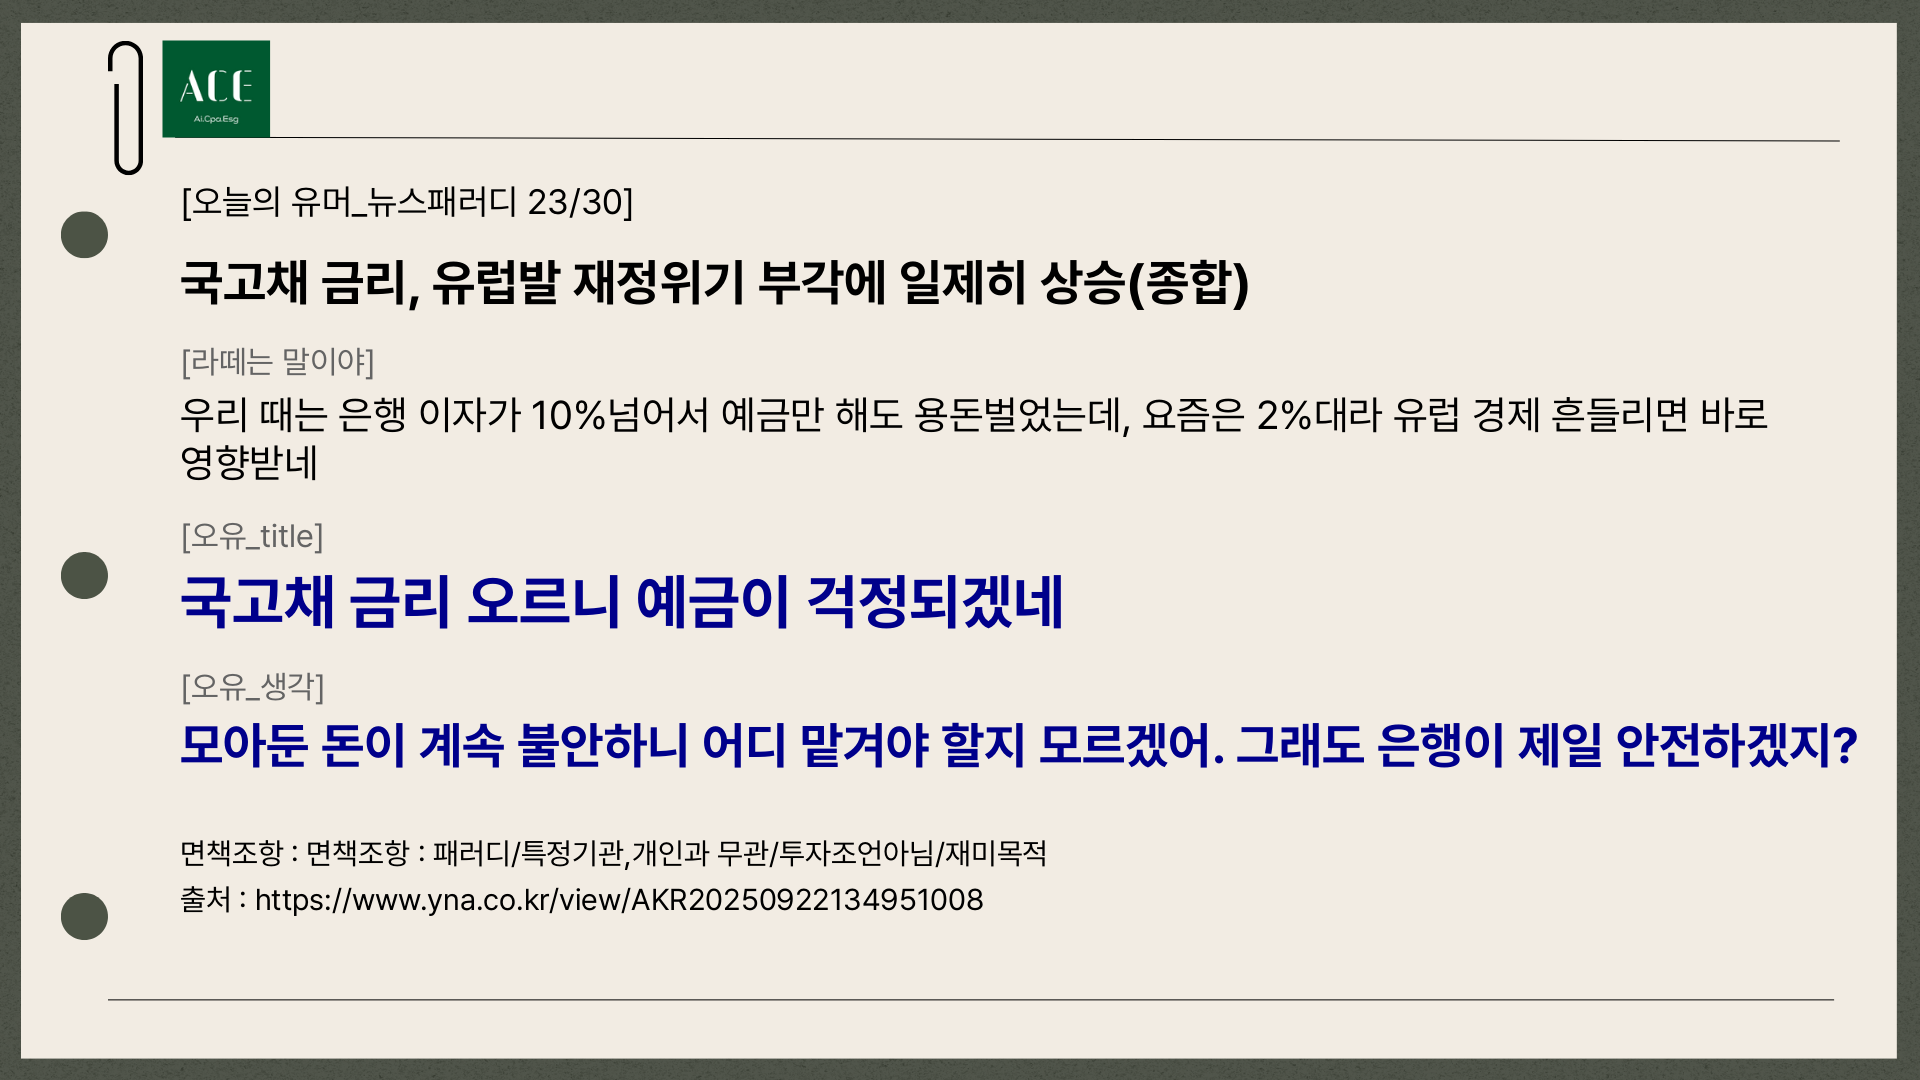 ACE
Ai.Cpa.Esg
[오늘의 유머_뉴스패러디 23/30]
국고채 금리, 유럽발 재정위기 부각에 일제히 상승(종합)
[라떼는 말이야]
우리 때는 은행 이자가 10%넘어서 예금만 해도 용돈벌었는데, 요즘은 2%대라 유럽 경제 흔들리면 바로
영향받네
[오유_title]
국고채 금리 오르니 예금이 걱정되겠네
[오유_생각]
모아둔 돈이 계속 불안하니 어디 맡겨야 할지 모르겠어. 그래도 은행이 제일 안전하겠지?
면책조항 : 면책조항 : 패러디/특정기관,개인과 무관/투자조언아님/재미목적
출처 : https://www.yna.co.kr/view/AKR20250922134951008